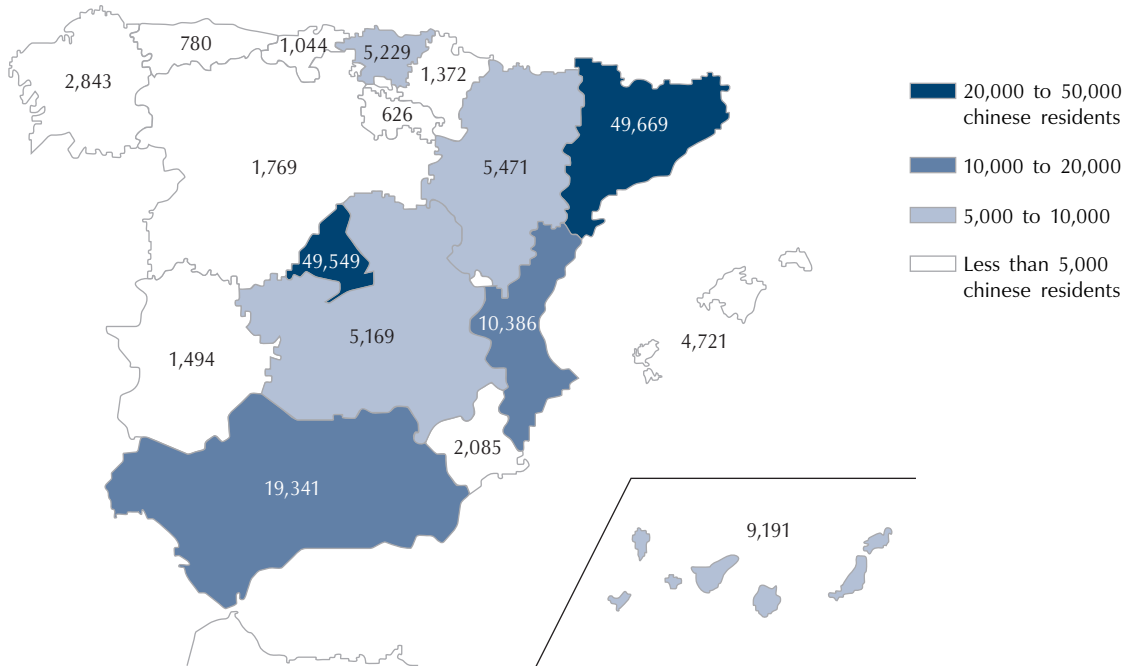 780
1,044
5,229
2,843
1,372
626
49,669
1,769
5,471
49,549
10,386
5,169
4,721
1,494
2,085
19,341
9,191
20,000 to 50,000
chinese residents
10,000 to 20,000
5,000 to 10,000
Less than 5,000
chinese residents